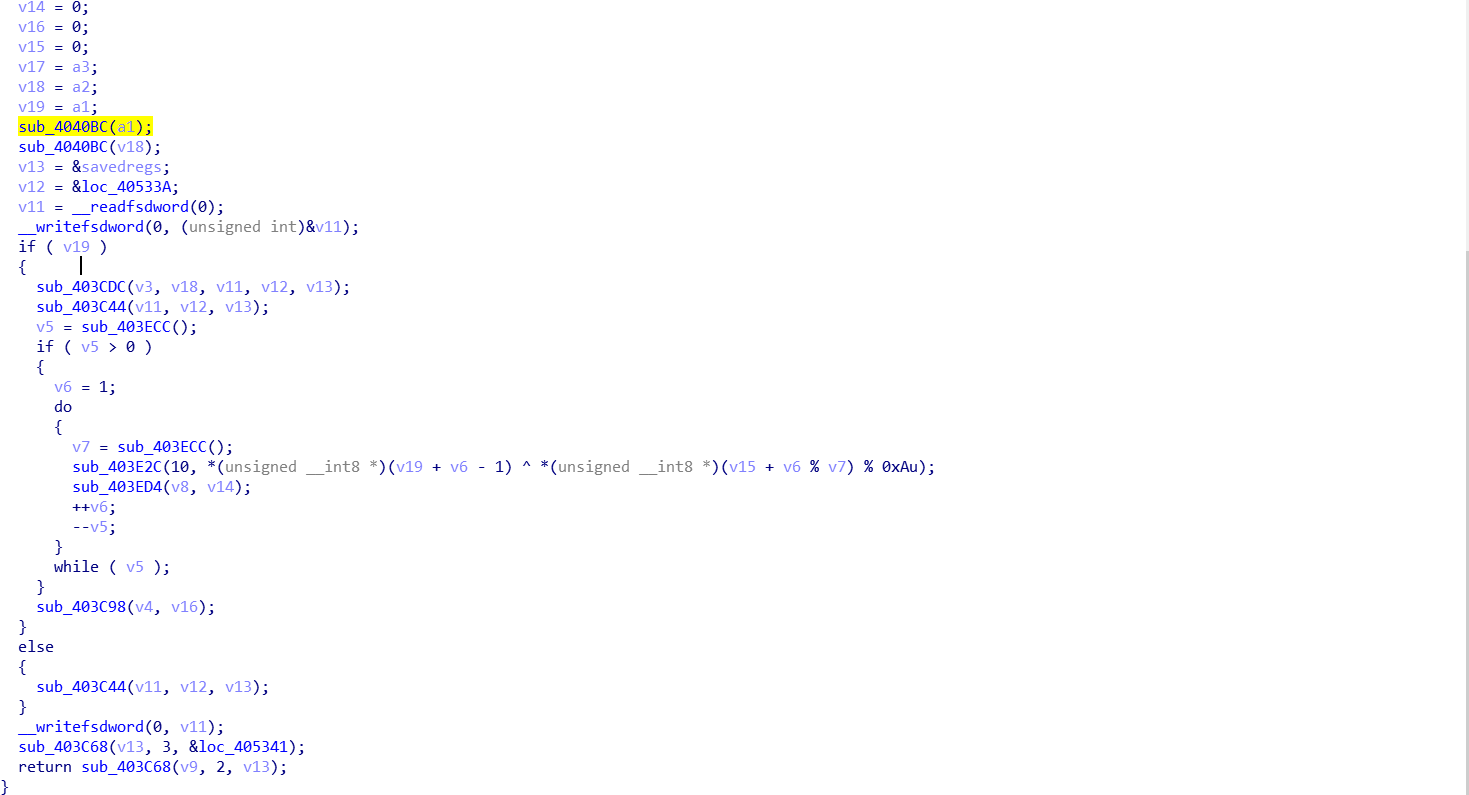 v14 = 0;
v16 = 0;
v15 = 0;
v17 = a3;
v18 = a2;
v19 = a1;
sub_4040BC(a1);
sub_4040BC(v18);
v13 = &savedregs;
v12 = &loc_40533A;
v11 = __readfsdword(0);
__writefsdword(0, (unsigned int)&v11);
if ( v19 )
{
sub_403CDC(v3, v18, v11, v12, v13);
sub_403C44(v11, v12, v13);
v5 = sub_403ECC();
if ( v5 > 0 )
{
v6 = 1;
do
{
v7 = sub_403ECC();
sub_403E2C(10, *(unsigned __int8 *)(v19 + v6 - 1) ^ *(unsigned __int8 *)(v15 + v6 % v7) % 0xAu);
sub_403ED4(v8, v14);
++v6;
--v5;
}
while ( v5 );
}
sub_403C98(v4, v16);
}
else
{
sub_403C44(v11, v12, v13);
}
__writefsdword(0, v11);
sub_403C68(v13, 3, &loc_405341);
return sub_403C68(v9, 2, v13);
}